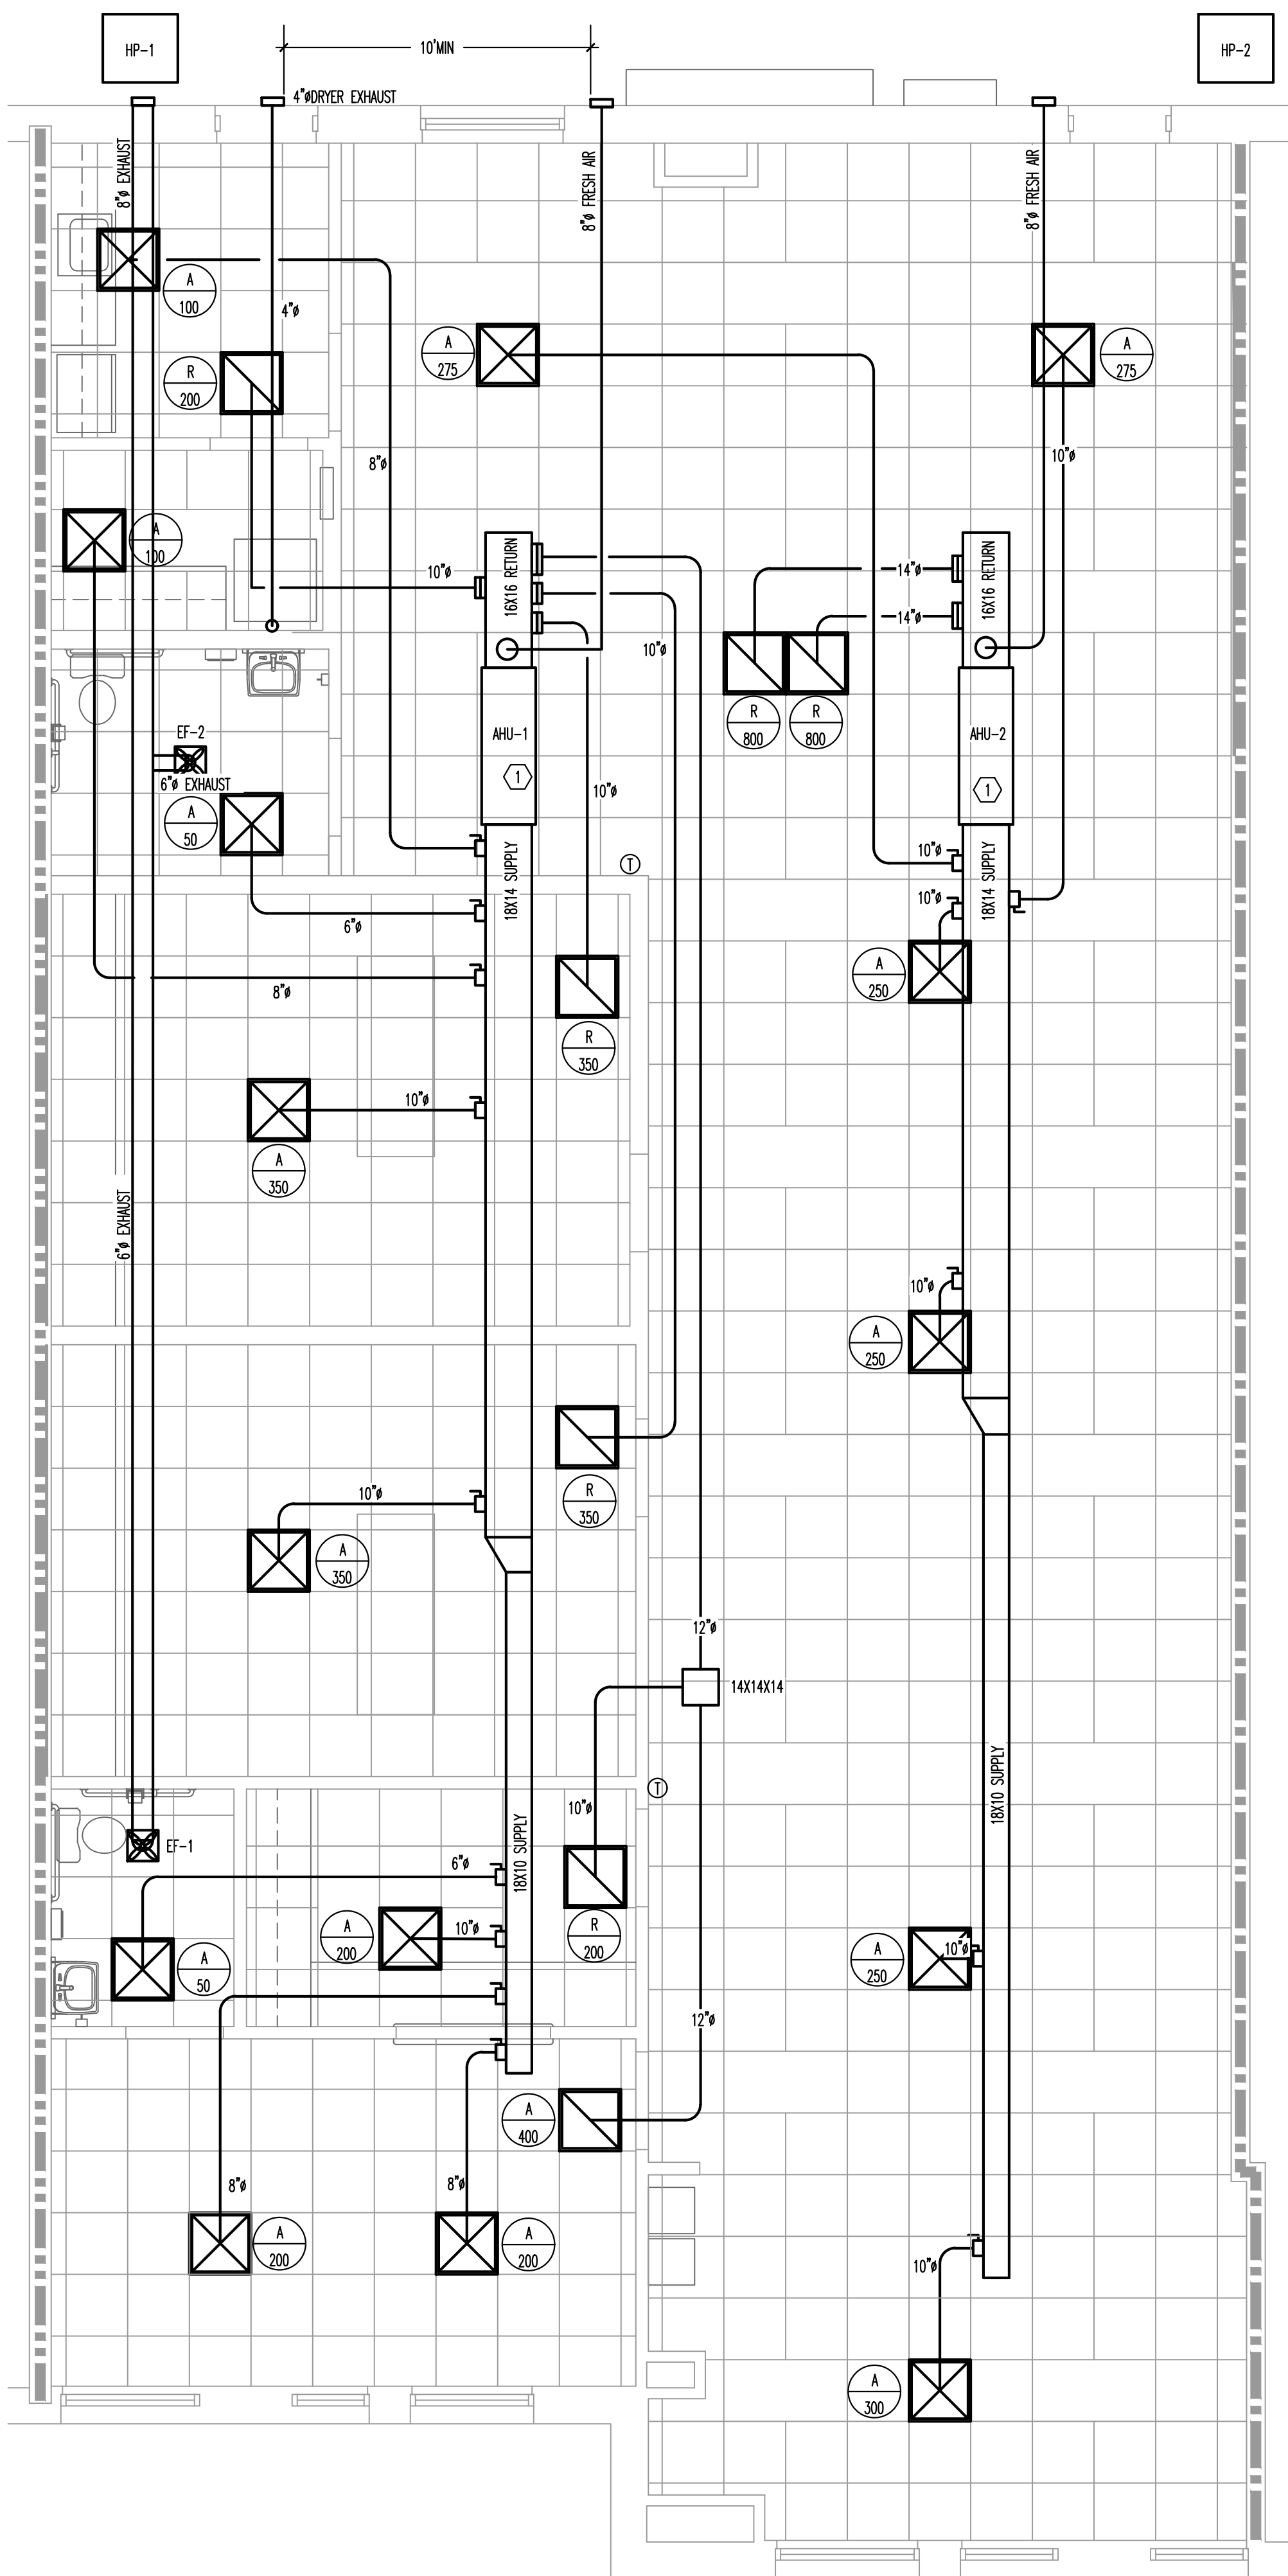 HP-1
10'MIN
HP-2
4"ØDRYER EXHAUST
8"Ø EXHAUST
8"Ø FRESH AIR
8"Ø FRESH AIR
A
100
4"Ø
R
200
A
275
A
275
8"Ø
10"Ø
A
100
10"Ø
16X16 RETURN
14"Ø
16X16 RETURN
14"Ø
10"Ø
R
800
R
800
EF-2
AHU-1
AHU-2
1
1
6"Ø EXHAUST
10"Ø
A
50
10"Ø
T
18X14 SUPPLY
18X14 SUPPLY
10"Ø
6"Ø
A
250
8"Ø
R
350
10"Ø
A
350
6"Ø EXHAUST
10"Ø
A
250
10"Ø
R
350
A
350
12"Ø
14X14X14
T
18X10 SUPPLY
10"Ø
EF-1
6"Ø
18X10 SUPPLY
A
200
10"Ø
R
200
A
50
A
250
10"Ø
12"Ø
A
400
8"Ø
8"Ø
A
200
A
200
10"Ø
A
300